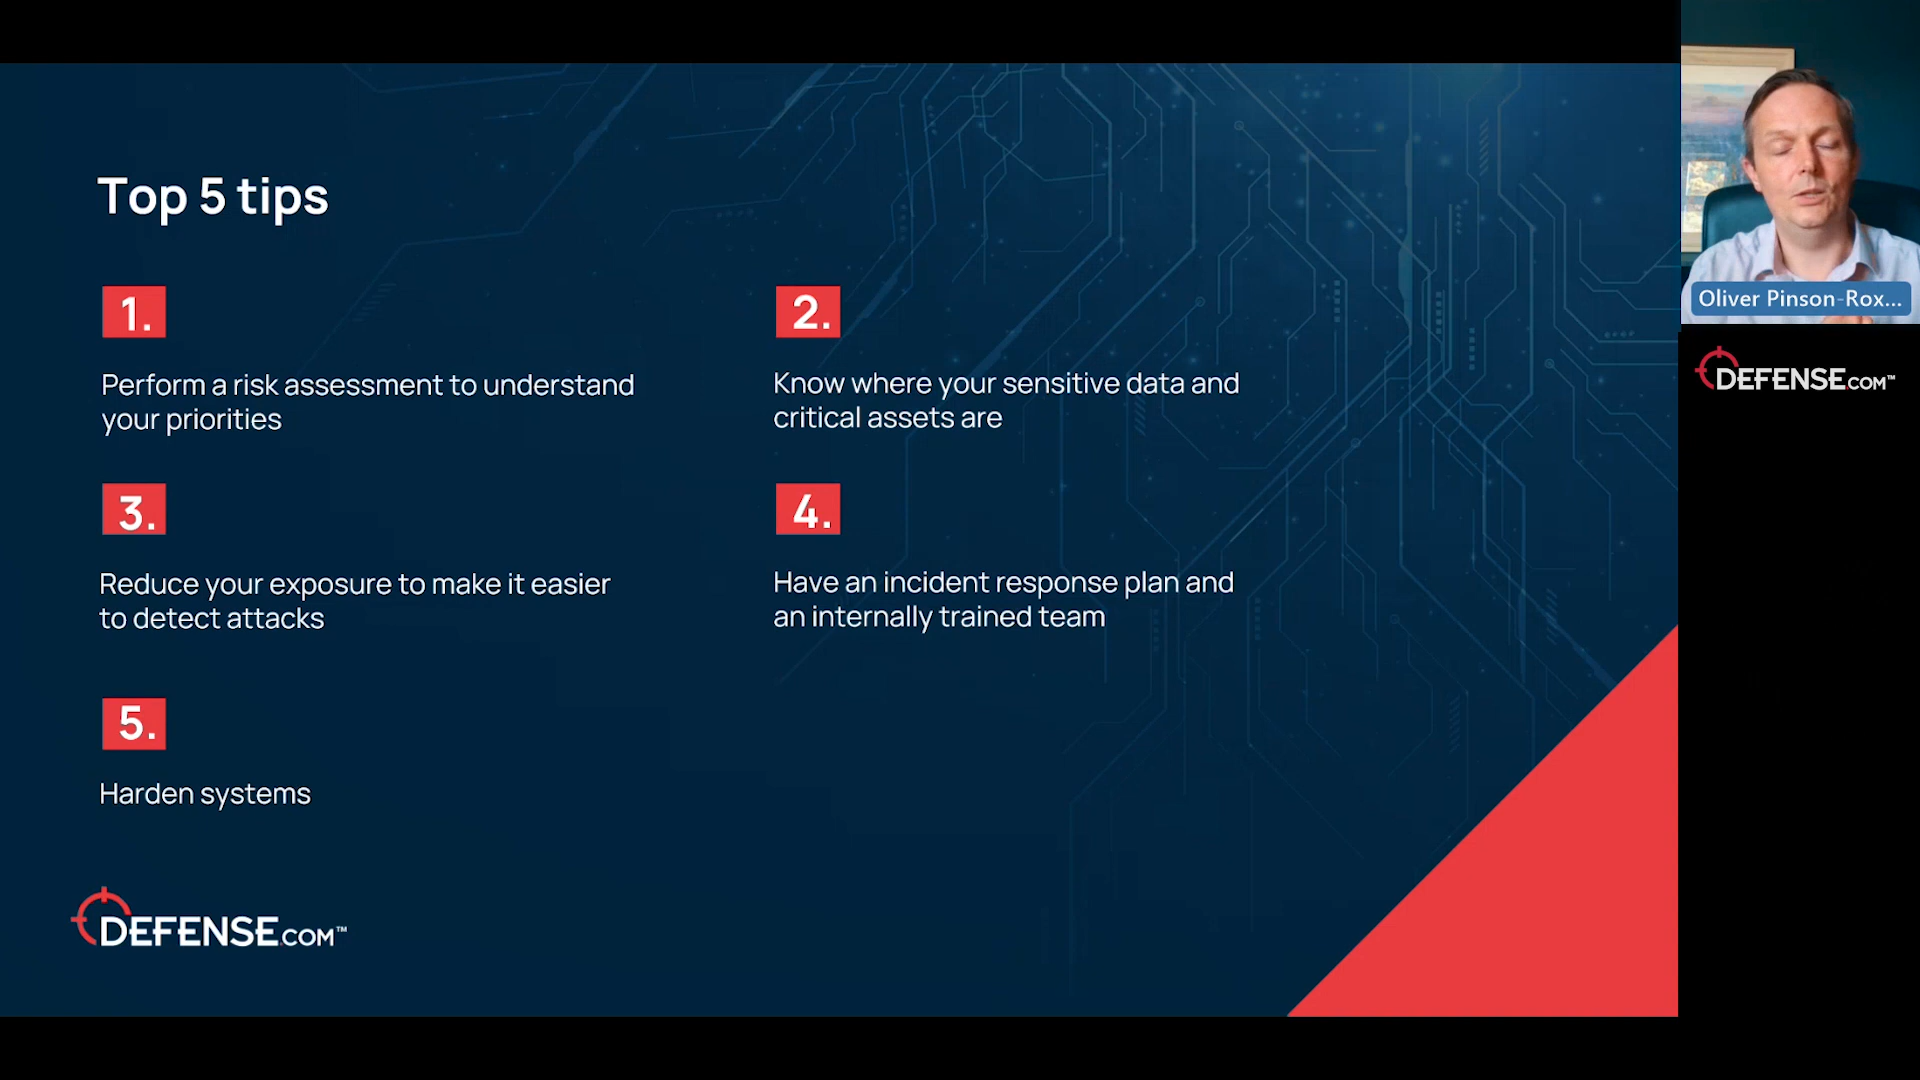 Top 5 tips
1.
Perform a risk assessment to understand
your priorities
2.
Know where your sensitive data and
critical assets are
3.
Reduce your exposure to make it easier
to detect attacks
4.
Have an incident response plan and
an internally trained team
5.
Harden systems
DEFENSE.COM™
Oliver Pinson-Rox...
DEFENSE.COM™